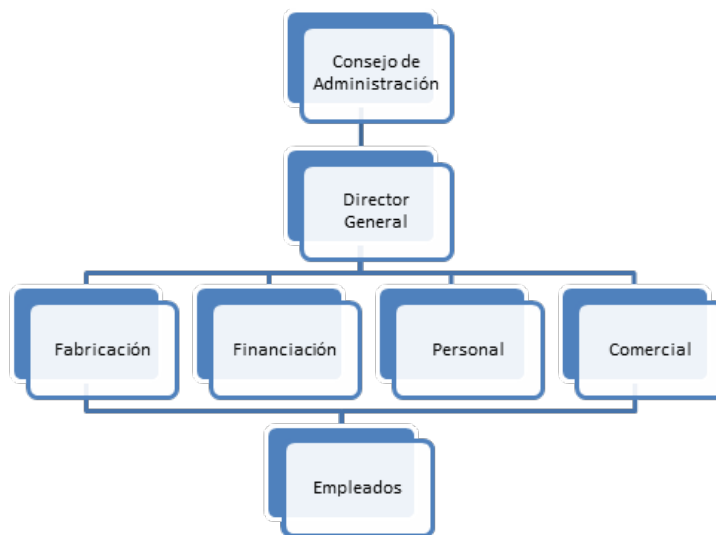 Consejo de
Administración
Director
General
Fabricación
Financiación
Personal
Comercial
Empleados